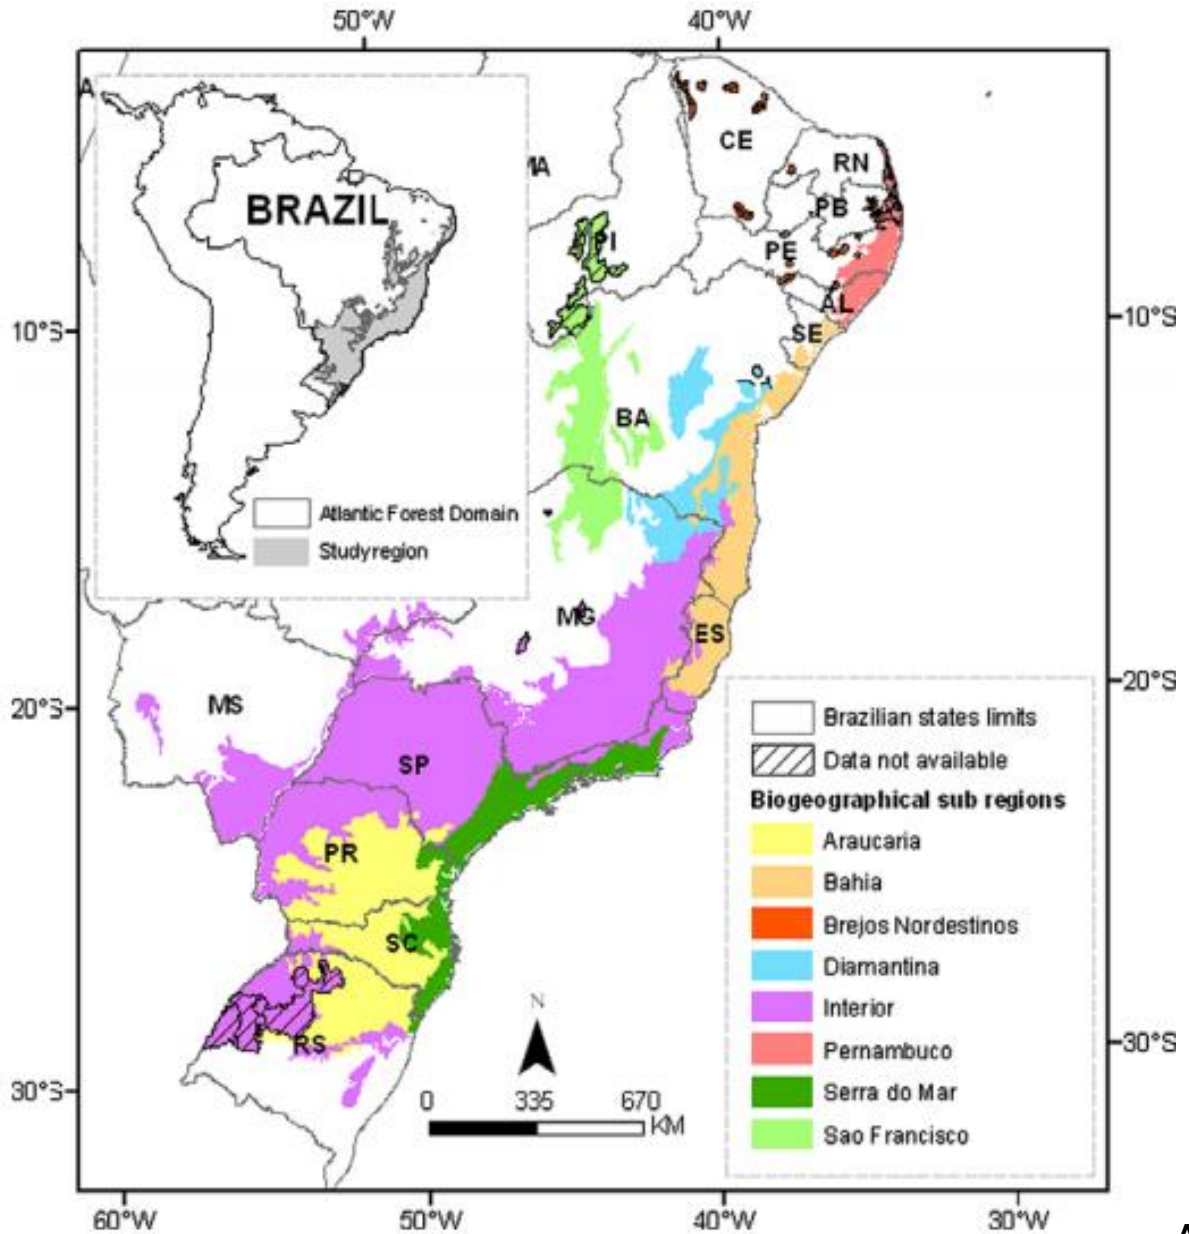 50°W 40°W
A
BRAZIL
Atlantic Forest Domain
Studyregion
CE
RN
PB
PI
PE
AL
10°S 10°S
SE
BA
MG
ES
MS
20°S 20°S
SP
PR
SC
RS
30°S 30°S
Brazilian states limits
Data not available
Biogeographical sub regions
Araucaria
Bahia
Brejos Nordestinos
Diamantina
Interior
Pernambuco
Serra do Mar
Sao Francisco
N
0 335 670
KM
60°W 50°W 40°W 30°W